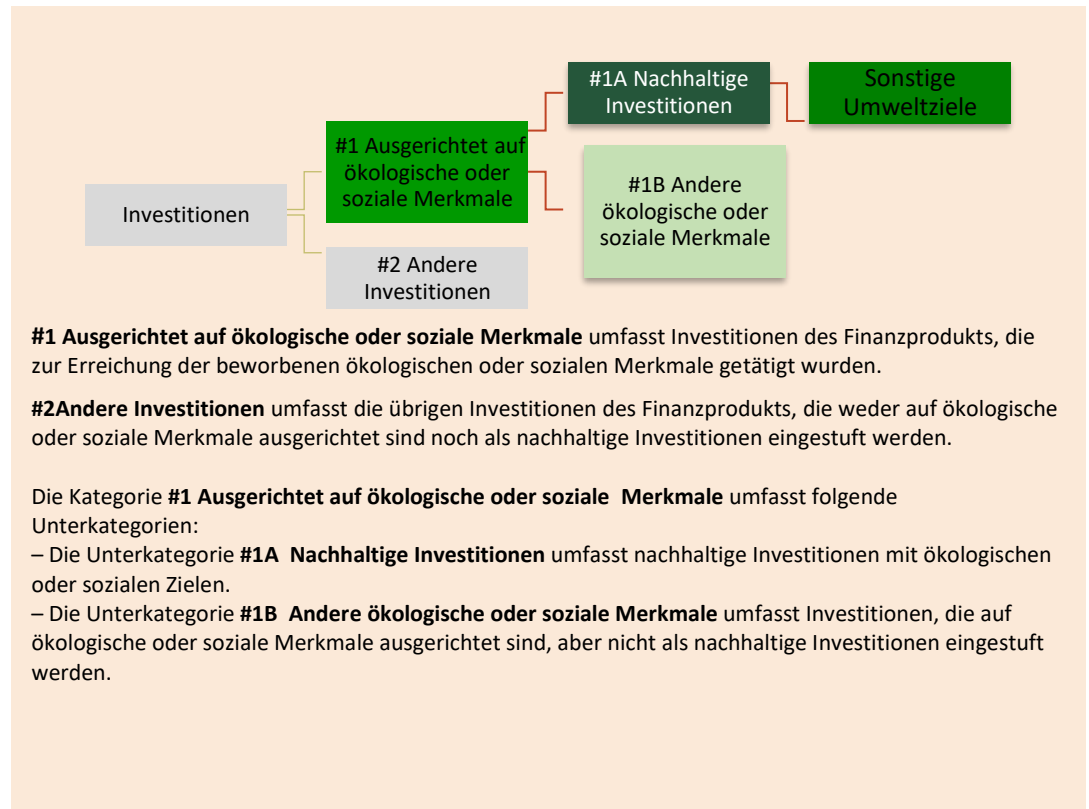 #1A Nachhaltige
Investitionen
Sonstige
Umweltziele
#1 Ausgerichtet auf
ökologische oder
soziale Merkmale
#1B Andere
ökologische oder
soziale Merkmale
Investitionen
#2 Andere
Investitionen
#1 Ausgerichtet auf ökologische oder soziale Merkmale umfasst Investitionen des Finanzprodukts, die
zur Erreichung der beworbenen ökologischen oder sozialen Merkmale getätigt wurden.
#2Andere Investitionen umfasst die übrigen Investitionen des Finanzprodukts, die weder auf ökologische
oder soziale Merkmale ausgerichtet sind noch als nachhaltige Investitionen eingestuft werden.
Die Kategorie #1 Ausgerichtet auf ökologische oder soziale Merkmale umfasst folgende
Unterkategorien:
– Die Unterkategorie #1A Nachhaltige Investitionen umfasst nachhaltige Investitionen mit ökologischen
oder sozialen Zielen.
– Die Unterkategorie #1B Andere ökologische oder soziale Merkmale umfasst Investitionen, die auf
ökologische oder soziale Merkmale ausgerichtet sind, aber nicht als nachhaltige Investitionen eingestuft
werden.